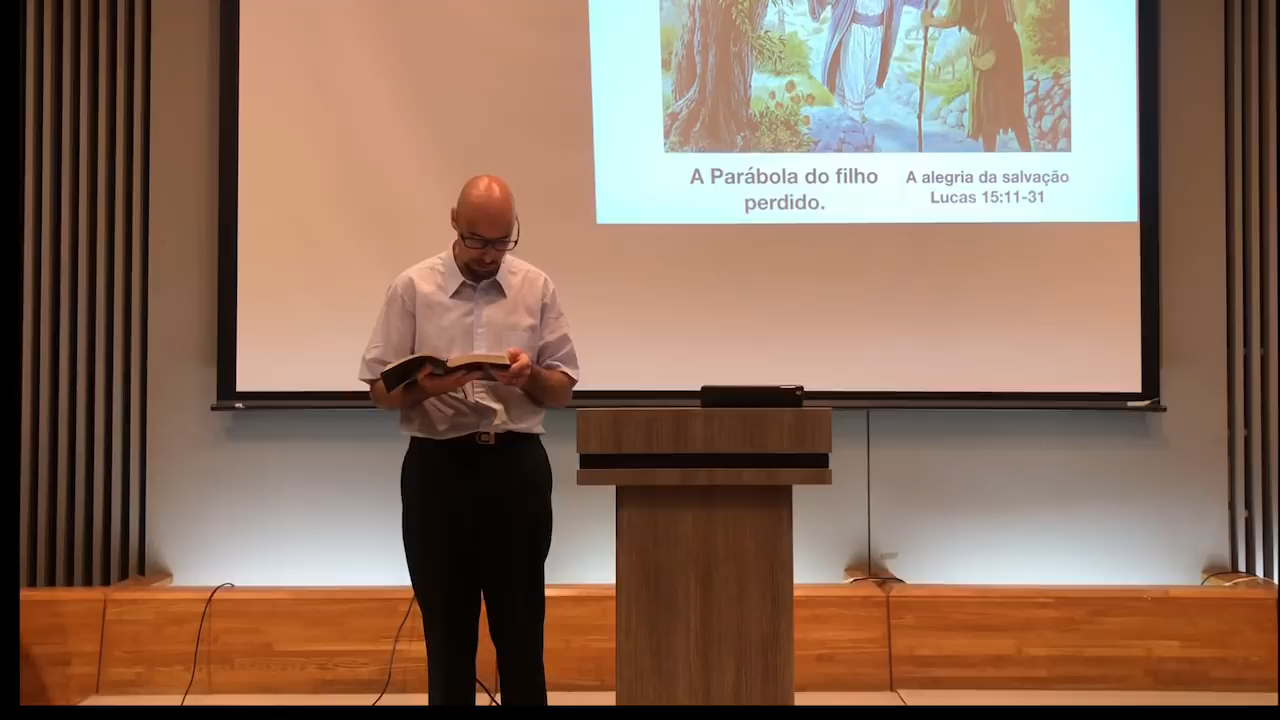 A Parábola do filho
perdido.
A alegria da salvação
Lucas 15:11-31